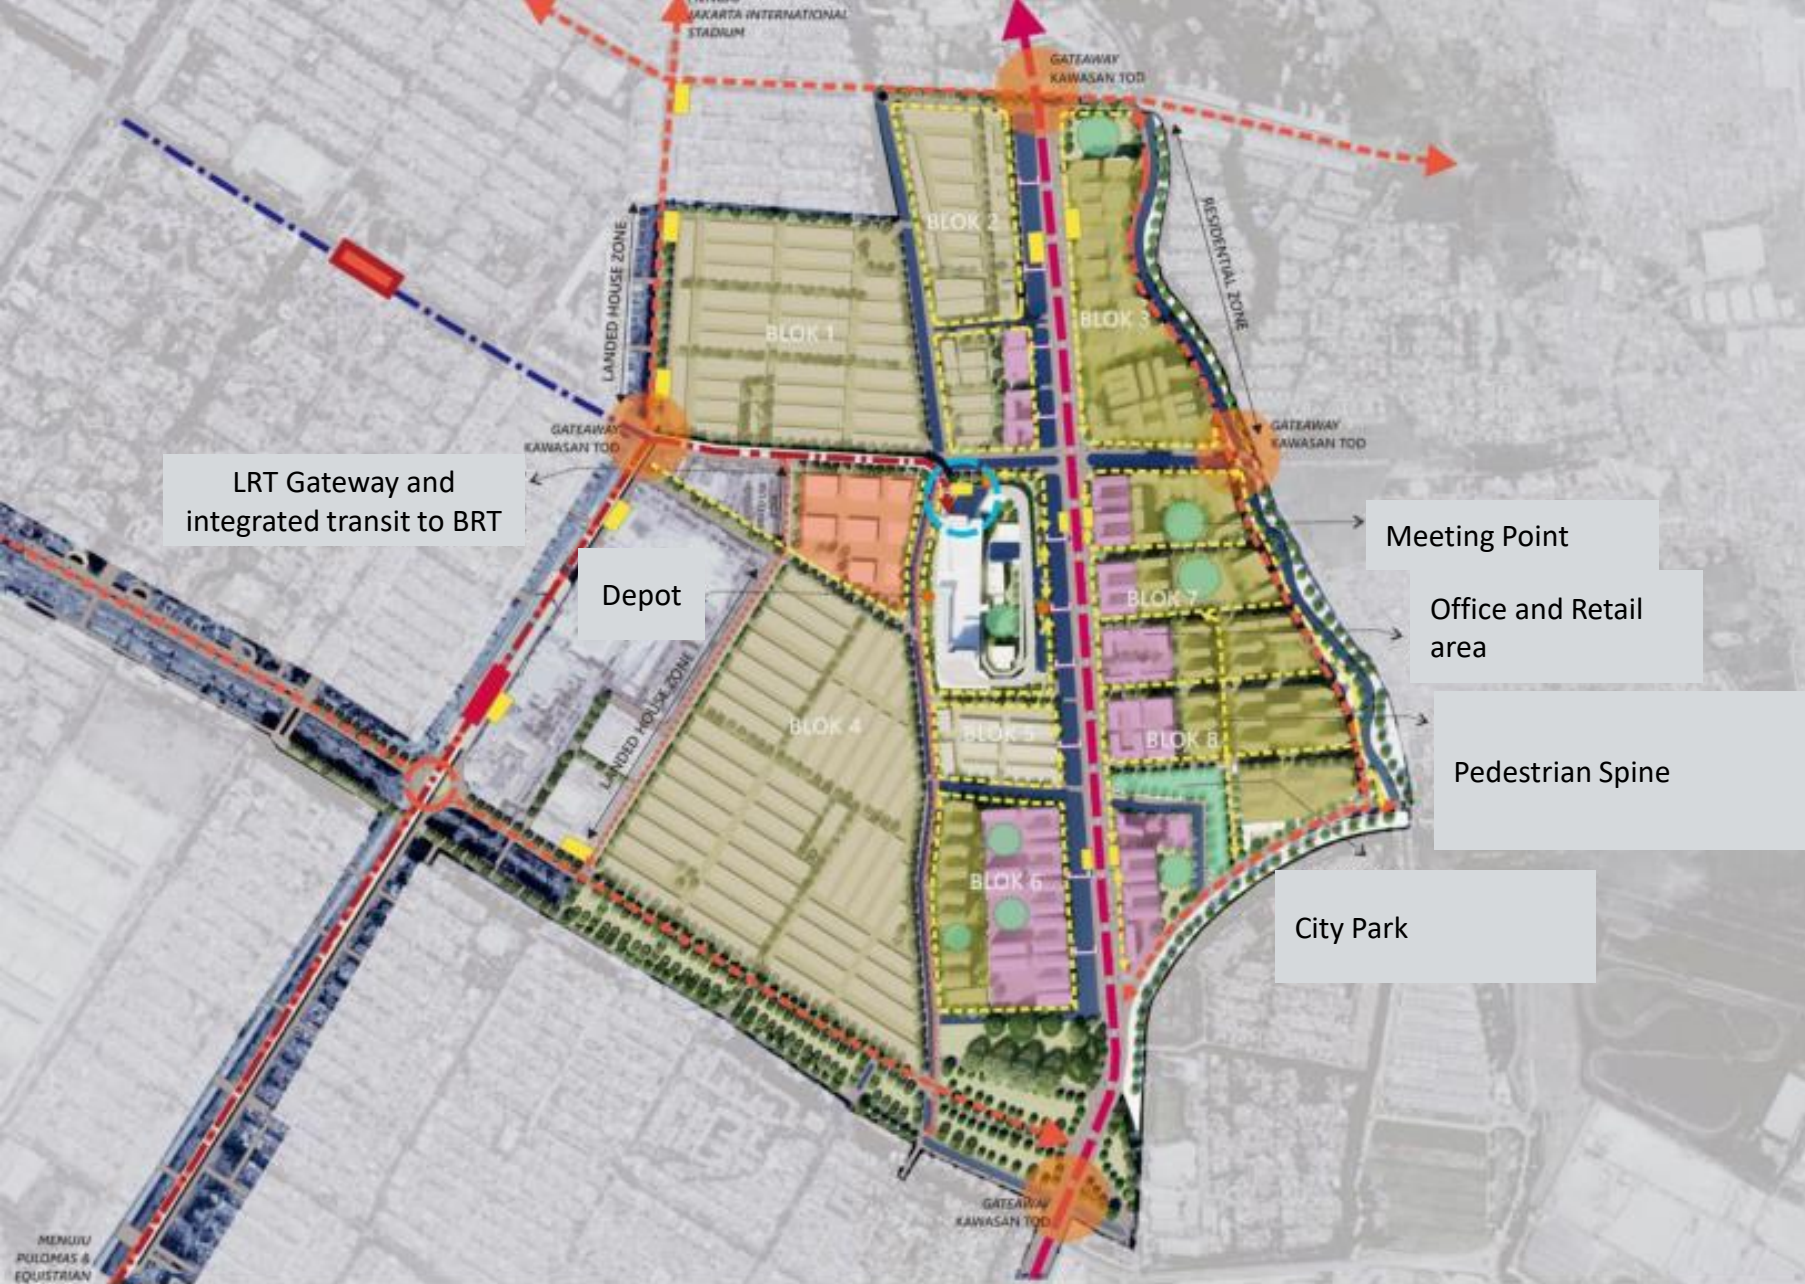 JAKARTA INTERNATIONAL
STADIUM
GATEAWAY
KAWASAN TOD
RESIDENTIAL ZONE
BLOK 2
LANDED HOUSE ZONE
BLOK 1
BLOK 3
GATEAWAY
KAWASAN TOD
GATEAWAY
KAWASAN TOD
LRT Gateway and
integrated transit to BRT
Meeting Point
Depot
BLOK 7
Office and Retail
area
LANDED HOUSE ZONE
BLOK 4
BLOK 5
BLOK 8
Pedestrian Spine
BLOK 6
City Park
GATEAWAY
KAWASAN TOD
MENUJU
PULOMAS &
EQUISTRIAN